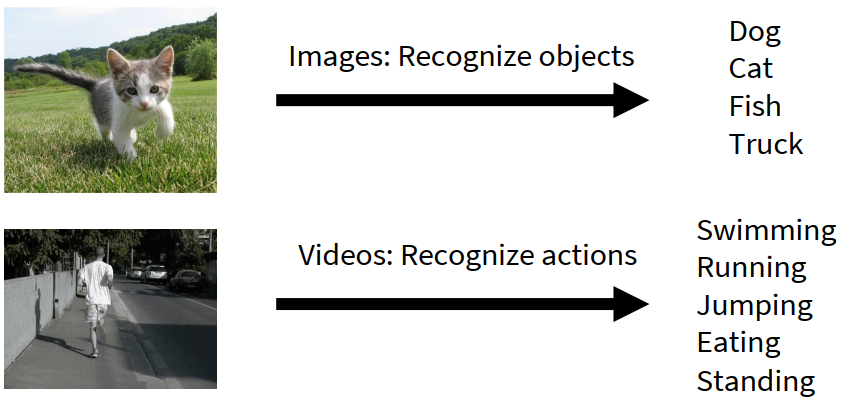 Images: Recognize objects
Dog
Cat
Fish
Truck
Videos: Recognize actions
Swimming
Running
Jumping
Eating
Standing